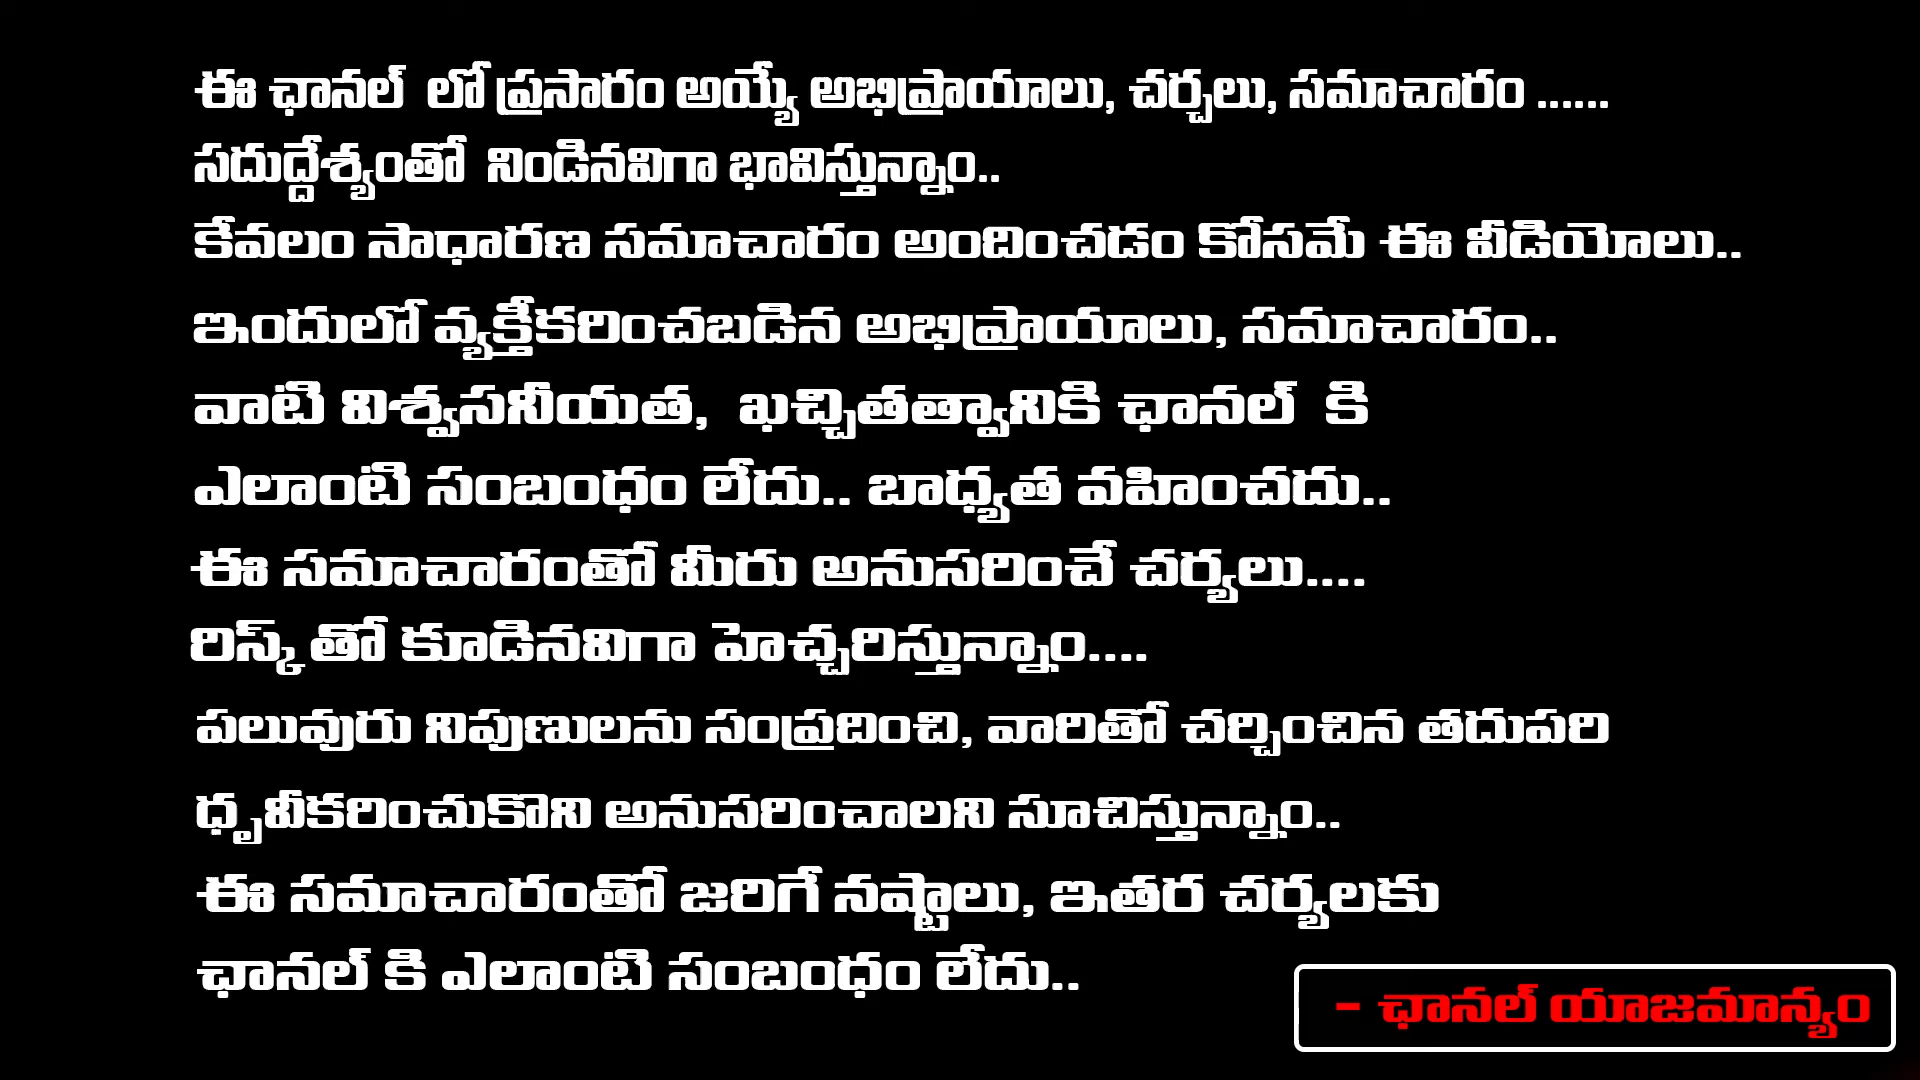 ఈ ఛానల్ లో ప్రసారం అయ్యే అభిప్రాయాలు, చర్చలు, సమాచారం ......
సదుద్దేశ్యంతో నిండినవిగా భావిస్తున్నాం..
కేవలం సాధారణ సమాచారం అందించడం కోసమే ఈ వీడియోలు..
ఇందులో వ్యక్తీకరించబడిన అభిప్రాయాలు, సమాచారం..
వాటి విశ్వసనీయత, ఖచ్చితత్వానికి ఛానల్ కి
ఎలాంటి సంబంధం లేదు.. బాధ్యత వహించదు..
ఈ సమాచారంతో మీరు అనుసరించే చర్యలు....
రిస్క్ తో కూడినవిగా హెచ్చరిస్తున్నాం....
పలువురు నిపుణులను సంప్రదించి, వారితో చర్చించిన తదుపరి
ధృవీకరించుకొని అనుసరించాలని సూచిస్తున్నాం..
ఈ సమాచారంతో జరిగే నష్టాలు, ఇతర చర్యలకు
ఛానల్ కి ఎలాంటి సంబంధం లేదు..
- ఛానల్ యాజమాన్యం